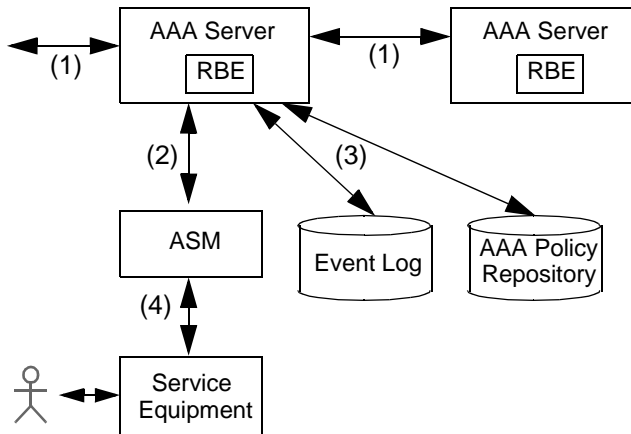 AAA Server
RBE
(1)
(1)
AAA Server
RBE
(2)
(3)
ASM
Event Log
AAA Policy
Repository
(4)
Service
Equipment